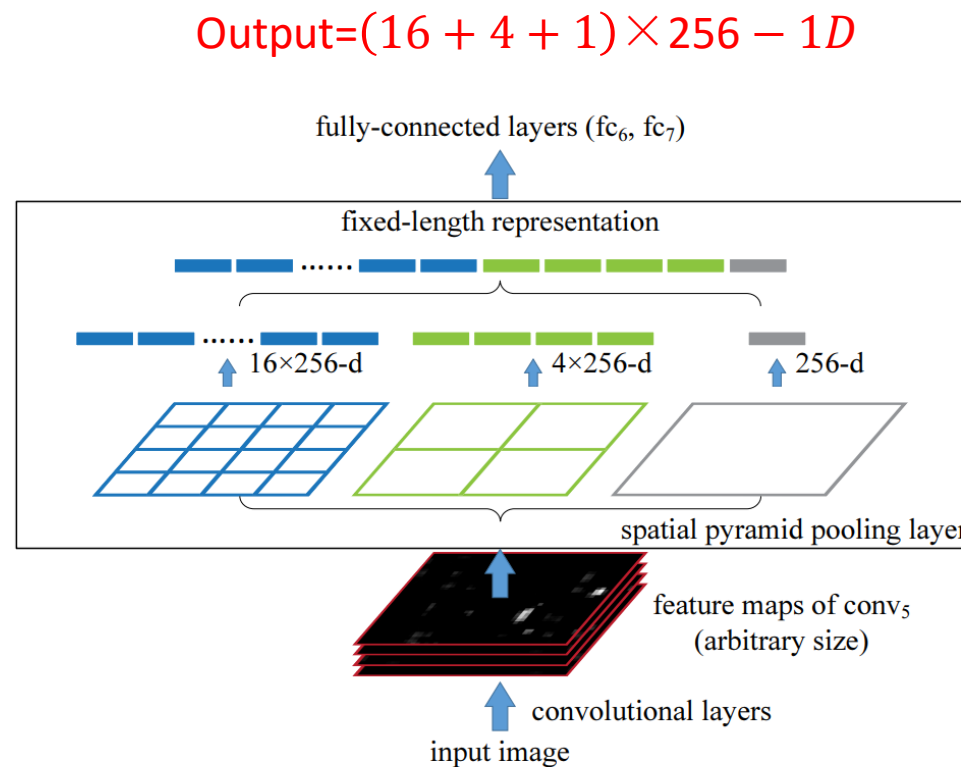 Output=(16 + 4 + 1)×256 − 1D
fully-connected layers (fc₆, fc₇)
fixed-length representation
......
......
16×256-d
4×256-d
256-d
spatial pyramid pooling layer
feature maps of conv₅
(arbitrary size)
convolutional layers
input image